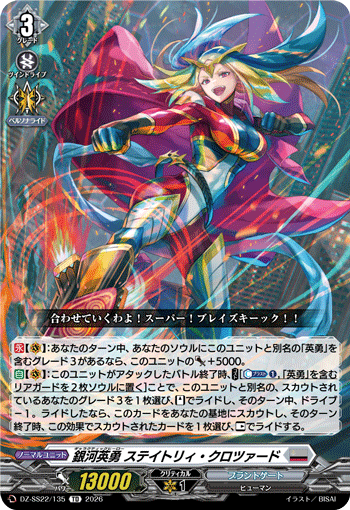 3
グレード
ツインドライブ
ペルソナライド
合わせていくわよ！スーパー！ブレイズキーック！！
永【】：あなたのターン中、あなたのソウルにこのユニットと別名の「英勇」を
含むグレード3があるなら、このユニットの+5000。
自【】：このユニットがアタックしたバトル終了時、【1，「英勇」を含む
リアガードを２枚ソウルに置く】ことで、このユニットと別名の、スカウトされ
ているあなたのグレード3を１枚選び、【】でライドし、そのターン中、ドライブ
－1。ライドしたなら、このカードをあなたの墓地にスカウトし、そのユニット
の効果でスカウトされたカードを１枚選び、でライドする。
ノーマルユニット
銀河英勇 ステイトリィ・クロツァード
パワー
13000
クリティカル
1
ブラントゲート
ヒューマン
DZ-SS22/135 TD 2026
イラスト／BISAI